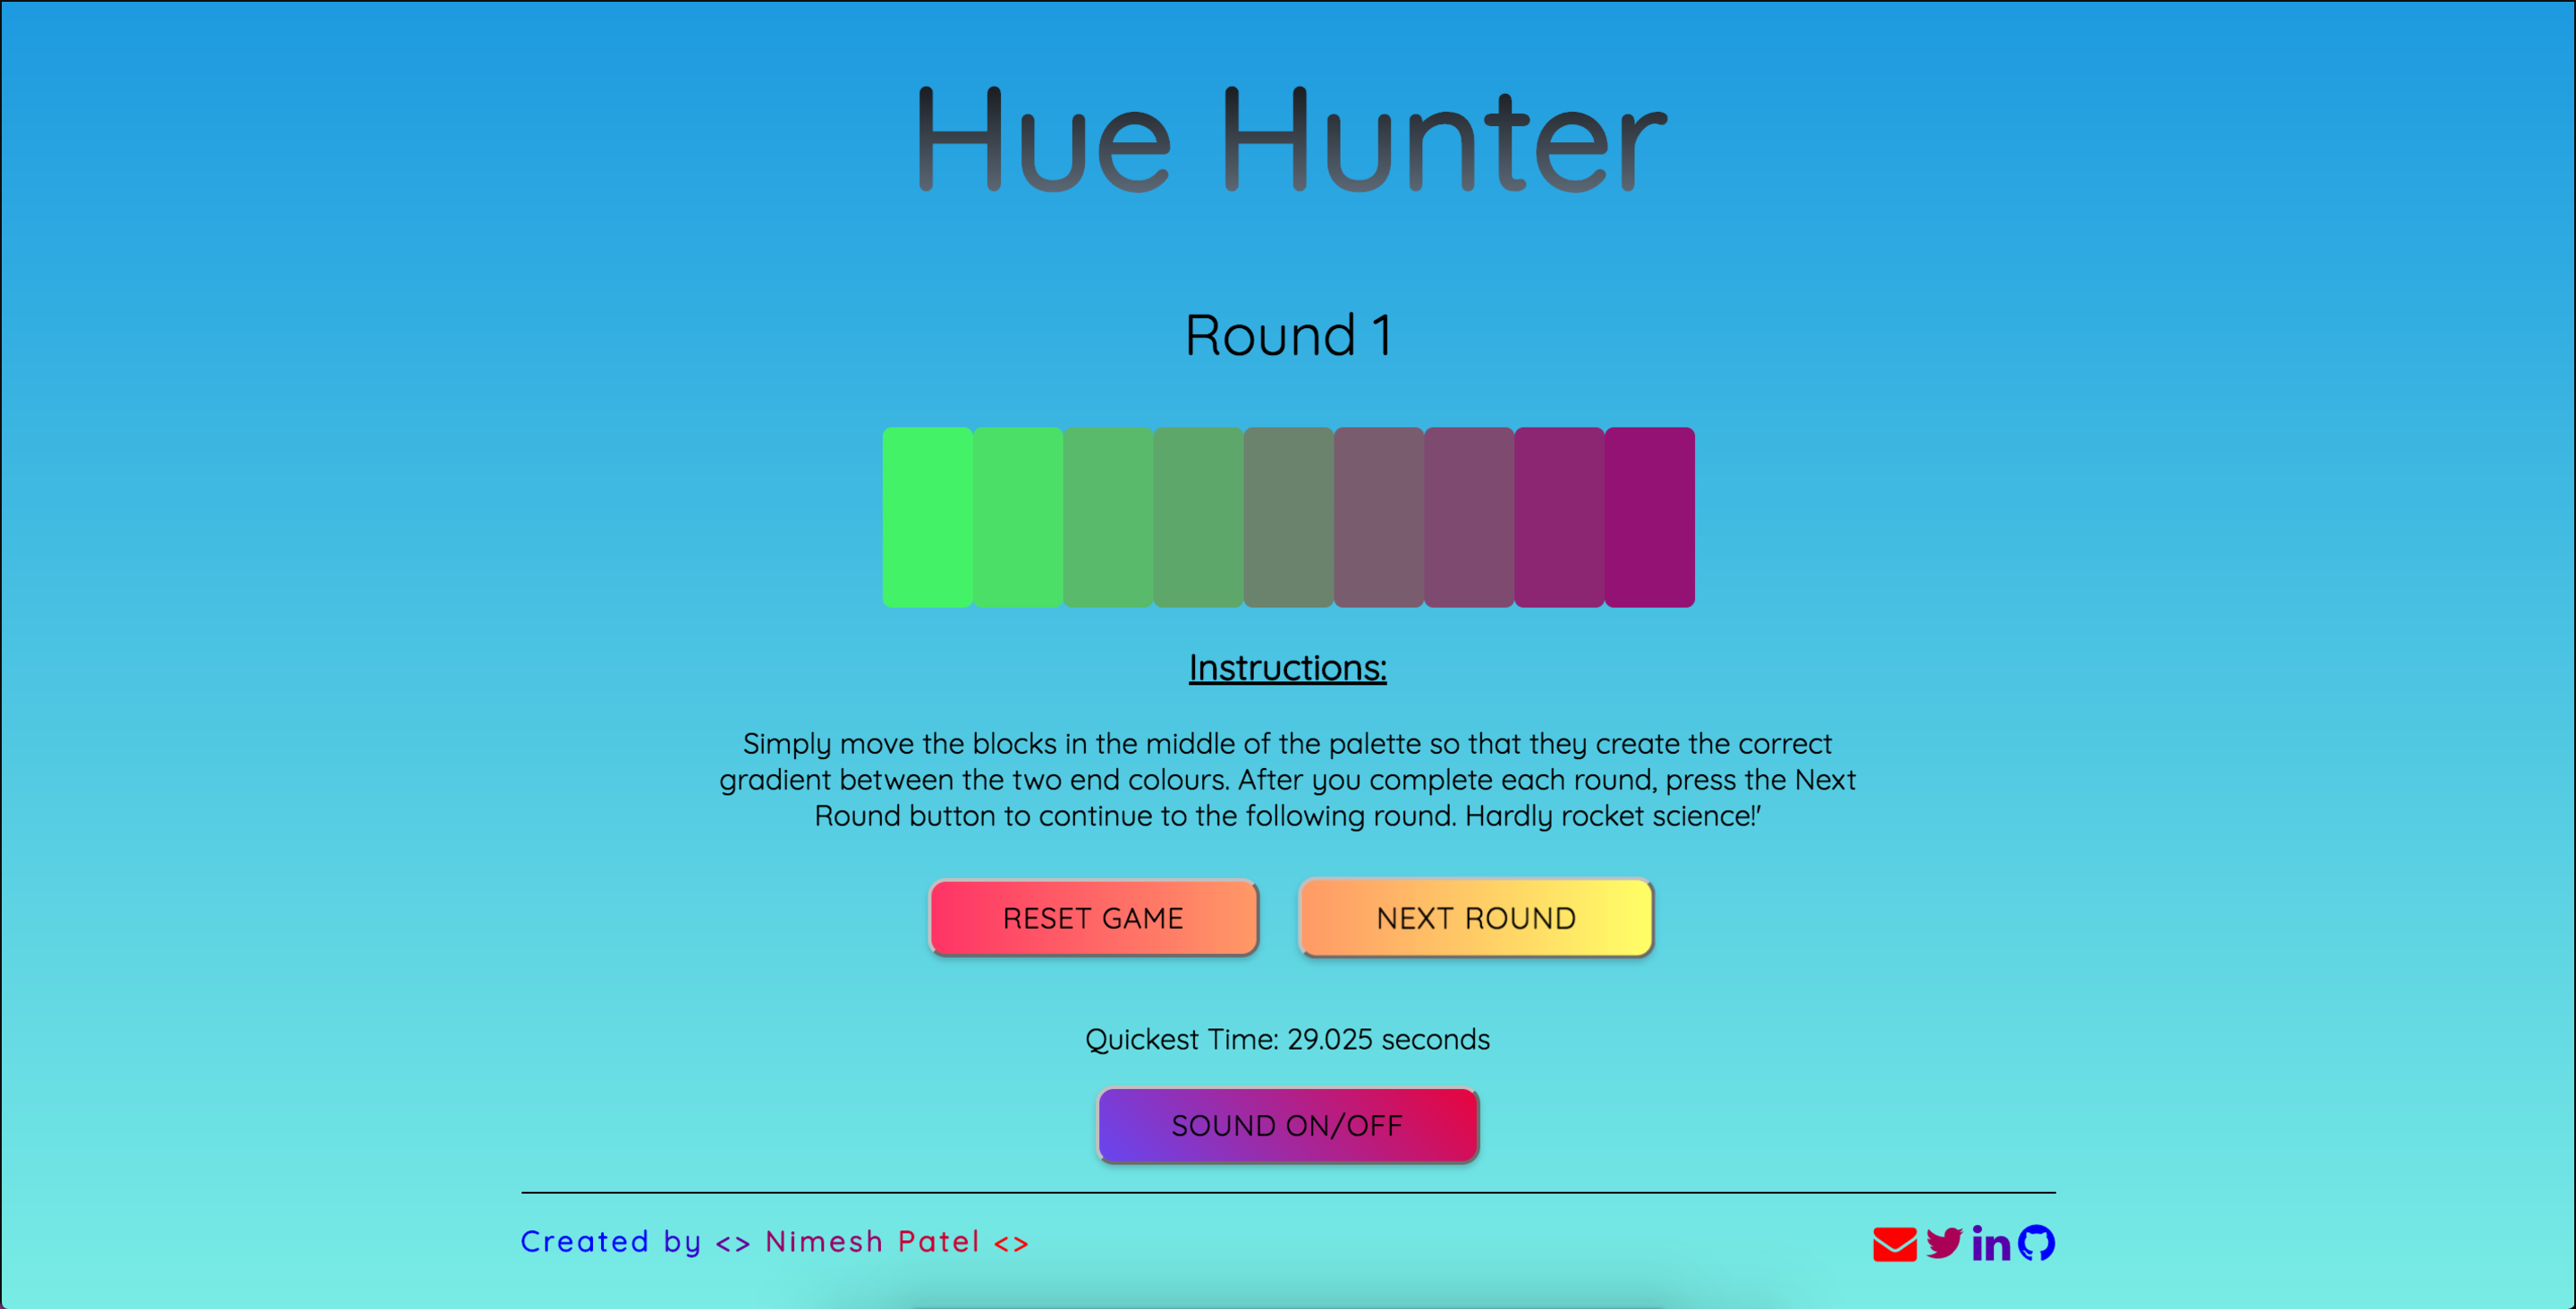 Hue Hunter
Round 1
Instructions:
Simply move the blocks in the middle of the palette so that they create the correct
gradient between the two end colours. After you complete each round, press the Next
Round button to continue to the following round. Hardly rocket science!'
RESET GAME
NEXT ROUND
Quickest Time: 29.025 seconds
SOUND ON/OFF
Created by <> Nimesh Patel <>
in